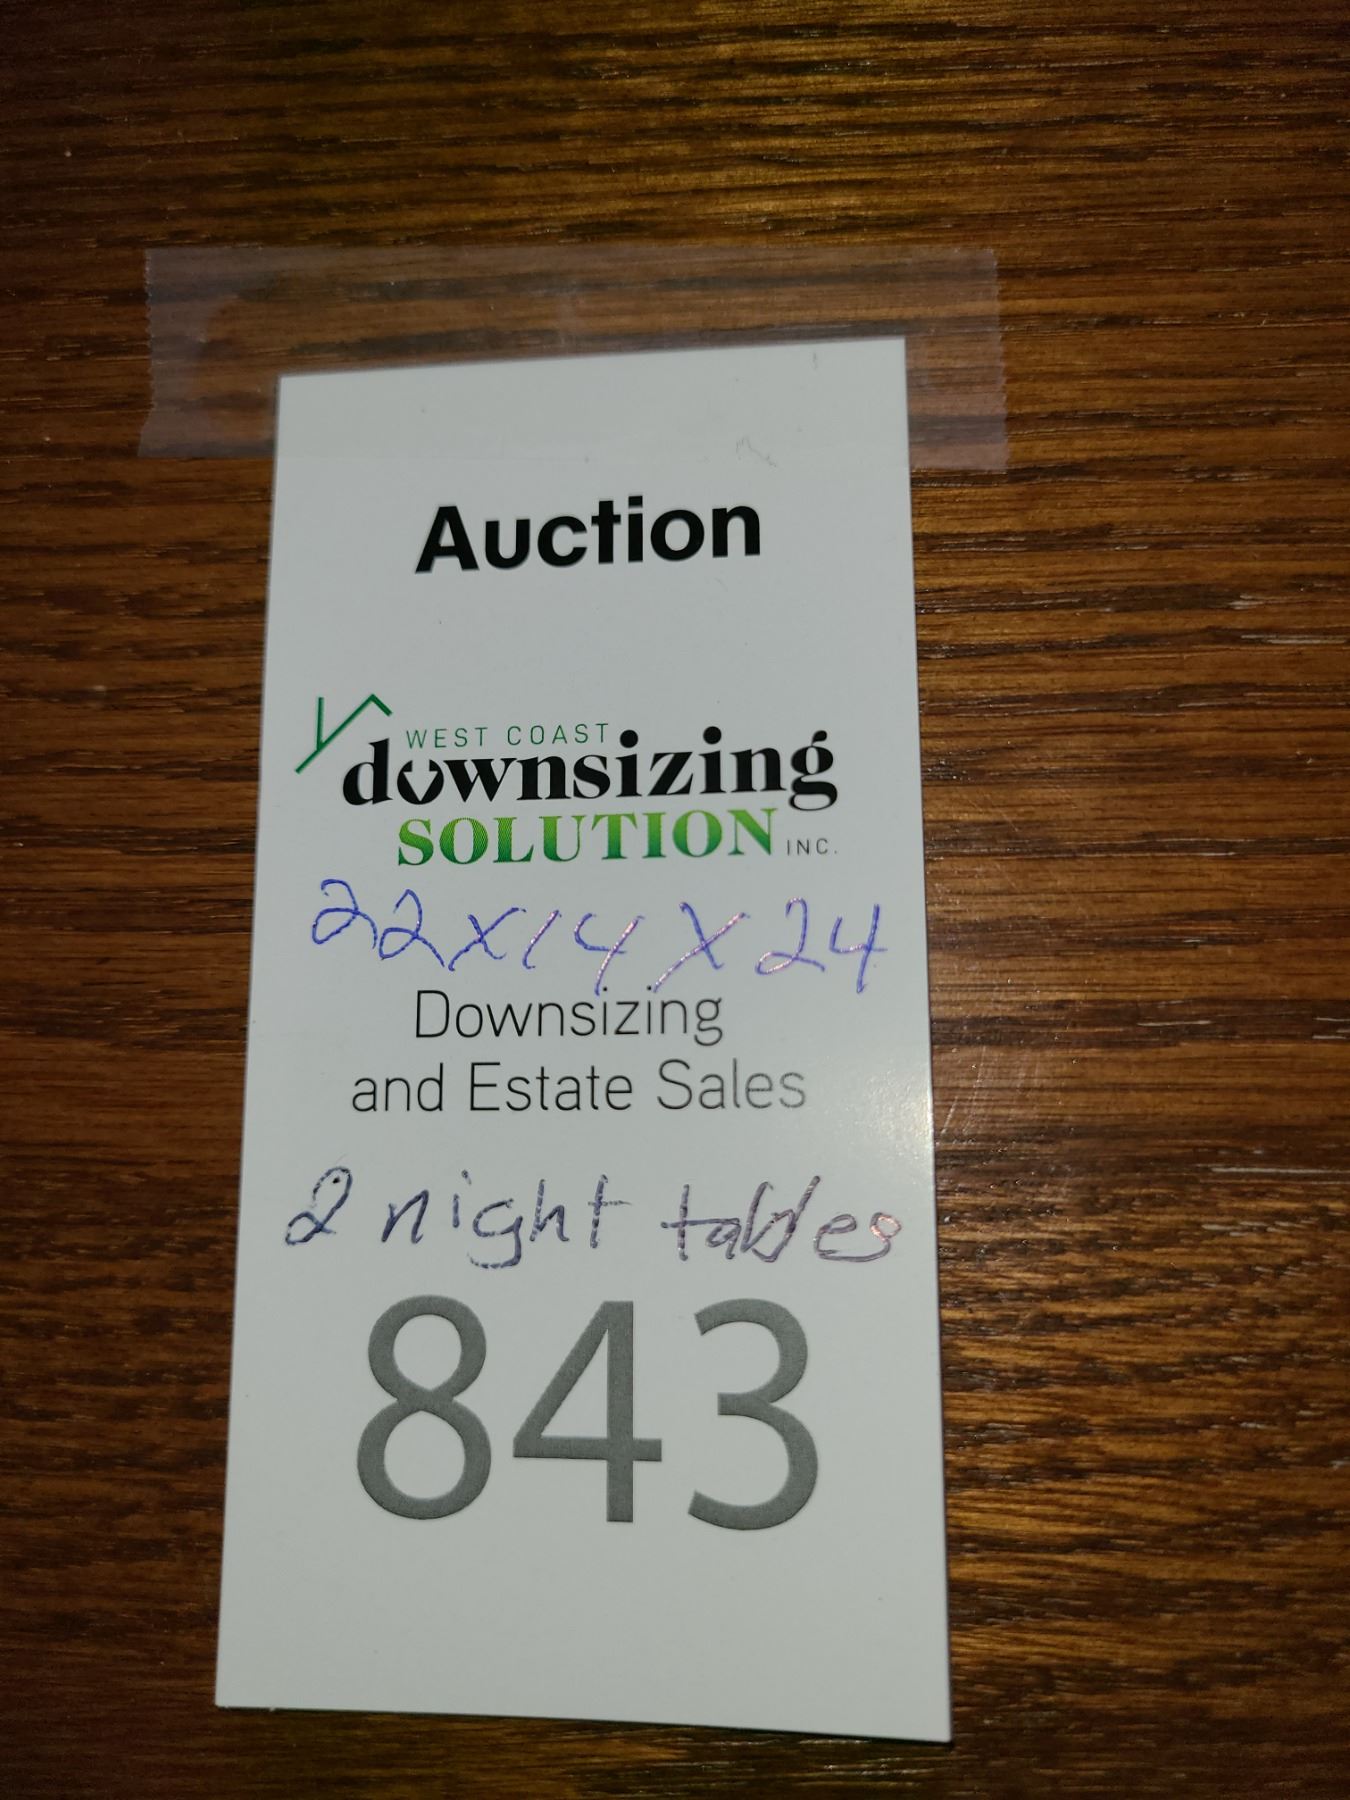 Auction
WEST COAST
downsizing
SOLUTION INC.
22x14x24
Downsizing
and Estate Sales
2 night tables
843